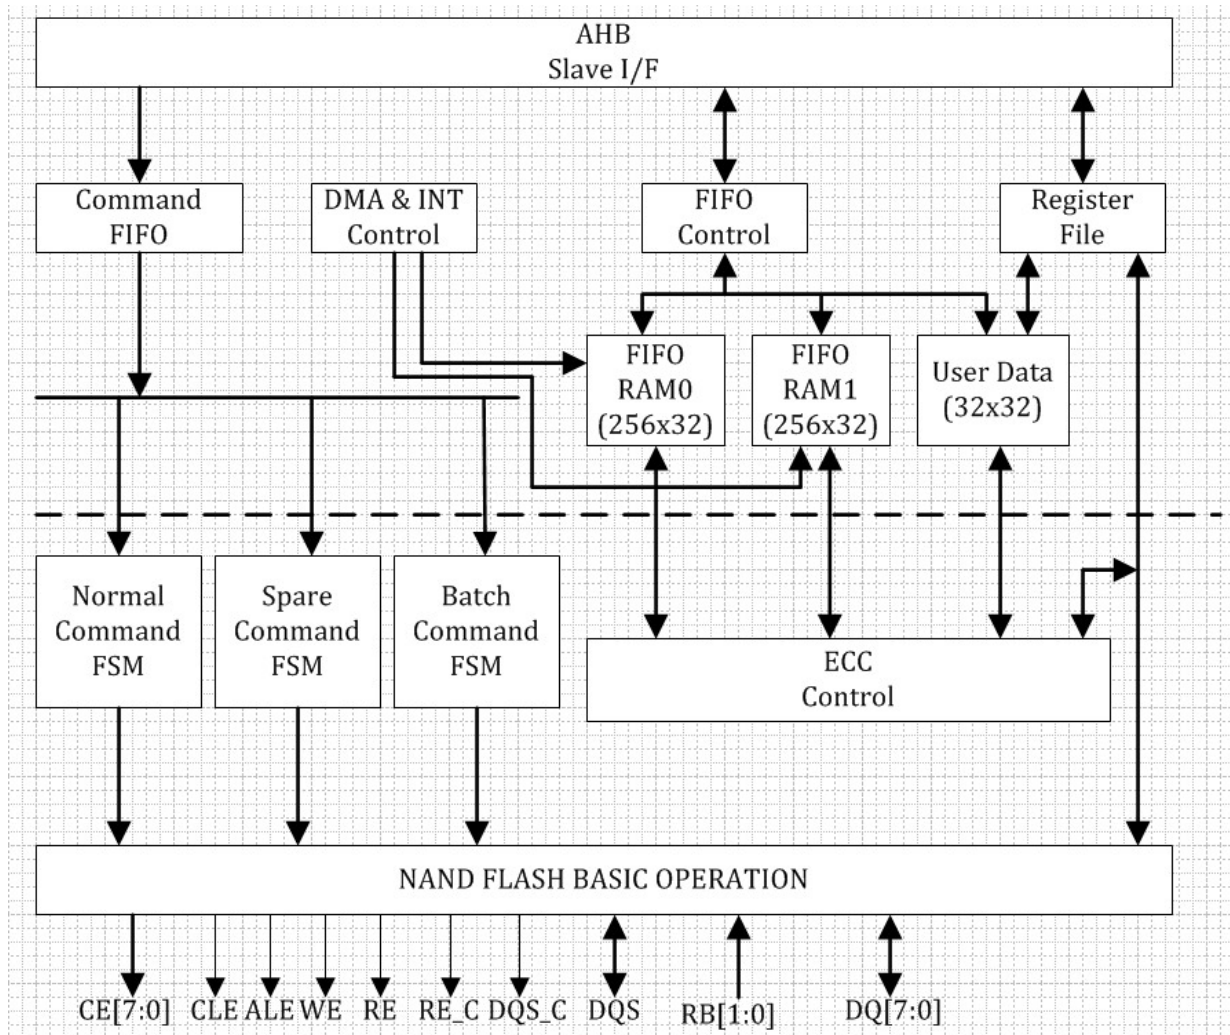 AHB
Slave I/F
Command
FIFO
DMA & INT
Control
FIFO
Control
Register
File
FIFO
RAM0
(256x32)
FIFO
RAM1
(256x32)
User Data
(32x32)
Normal
Command
FSM
Spare
Command
FSM
Batch
Command
FSM
ECC
Control
NAND FLASH BASIC OPERATION
CE[7:0] CLE ALE WE RE RE_C DQS_C DQS RB[1:0] DQ[7:0]